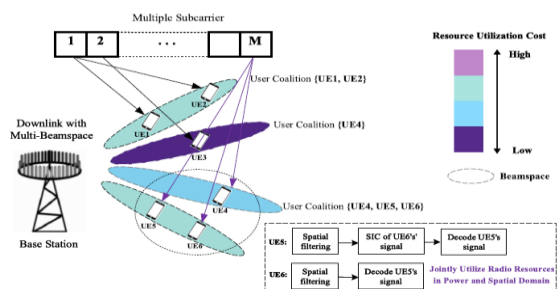 Multiple Subcarrier
1 2 . . . M
Resource Utilization Cost
High
Low
Beamspace
User Coalition {UE1, UE2}
UE2
UE1
Downlink with
Multi-Beamspace
User Coalition {UE4}
UE3
UE4
User Coalition {UE4, UE5, UE6}
UE5
UE6
Base Station
UE5:
Spatial
filtering
SIC of UE6's'
signal
Decode UE5's
signal
UE6:
Spatial
filtering
Decode UE5's
signal
Jointly Utilize Radio Resources
in Power and Spatial Domain